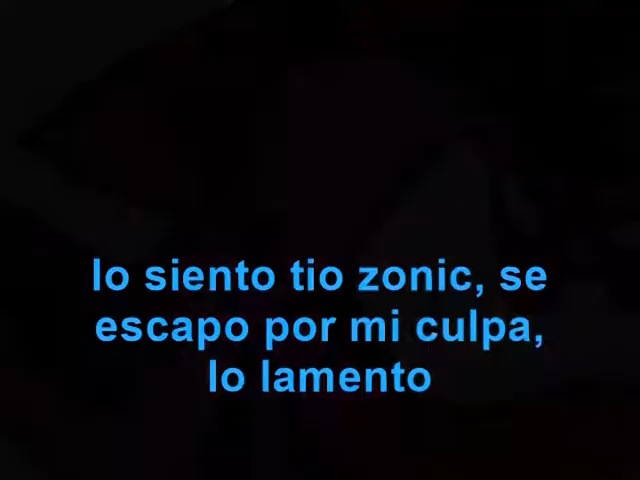 lo siento tio zonic, se
escapo por mi culpa,
lo lamento